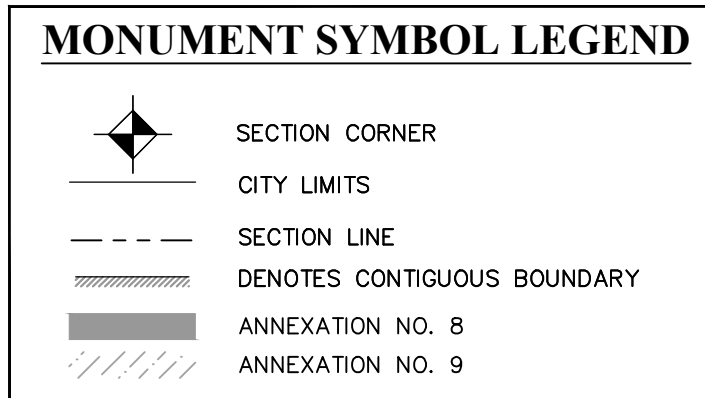 MONUMENT SYMBOL LEGEND
SECTION CORNER
CITY LIMITS
SECTION LINE
DENOTES CONTIGUOUS BOUNDARY
ANNEXATION NO. 8
ANNEXATION NO. 9